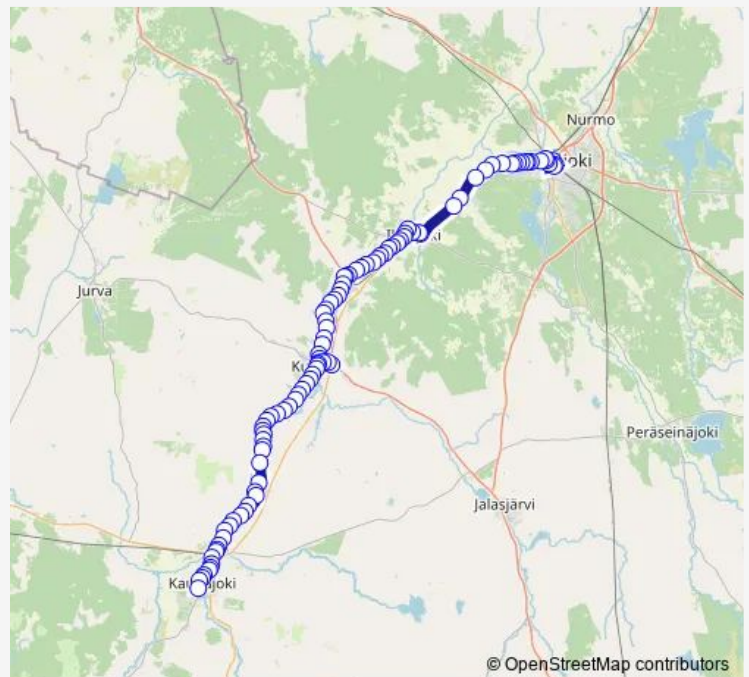 Nurmo
joki
Jurva
Peräseinäjoki
Jalasjärvi
© OpenStreetMap contributors